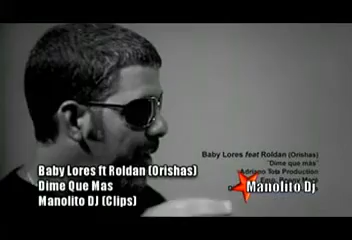 Baby Lores feat Roldan (Orishas)
"Dime que más"
Adriano Tota Production
Manolito Dj
Baby Lores ft Roldan (Orishas)
Dime Que Mas
Manolito DJ (Clips)